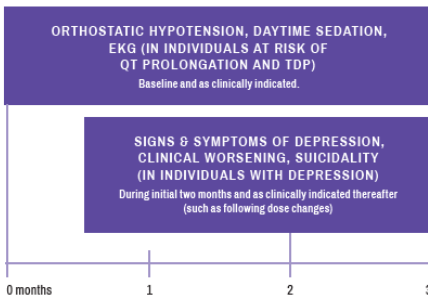 ORTHOSTATIC HYPOTENSION, DAYTIME SEDATION,
EKG (IN INDIVIDUALS AT RISK OF
QT PROLONGATION AND TDP)
Baseline and as clinically indicated.
SIGNS & SYMPTOMS OF DEPRESSION,
CLINICAL WORSENING, SUICIDALITY
(IN INDIVIDUALS WITH DEPRESSION)
During initial two months and as clinically indicated thereafter
(such as following dose changes)
0 months 1 2 3